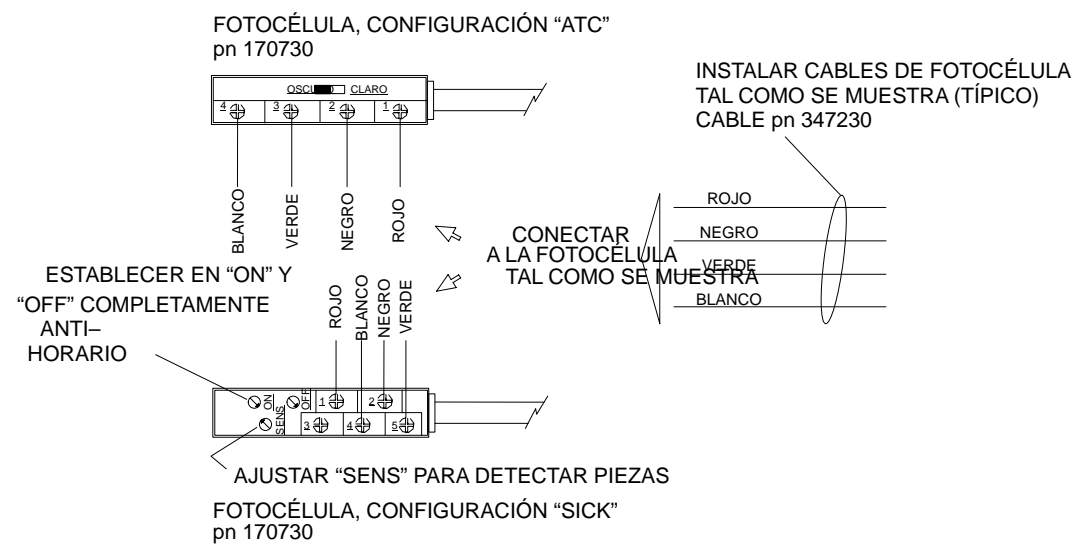 FOTOCÉLULA, CONFIGURACIÓN “ATC”
pn 170730
OSCURO CLARO
4 3 2 1
BLANCO
VERDE
NEGRO
ROJO
INSTALAR CABLES DE FOTOCÉLULA
TAL COMO SE MUESTRA (TÍPICO)
CABLE pn 347230
ROJO
NEGRO
VERDE
BLANCO
CONECTAR
A LA FOTOCÉLULA
TAL COMO SE MUESTRA
ESTABLECER EN “ON” Y
“OFF” COMPLETAMENTE
ANTI–
HORARIO
ROJO
BLANCO
NEGRO
VERDE
ON
OFF
SENS
1 2
3 4 5
AJUSTAR “SENS” PARA DETECTAR PIEZAS
FOTOCÉLULA, CONFIGURACIÓN “SICK”
pn 170730